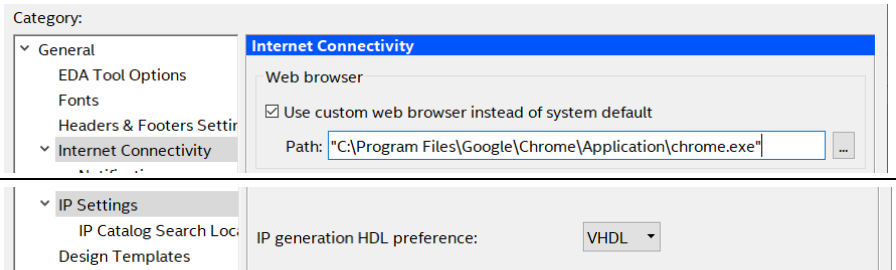 Category:
General
EDA Tool Options
Fonts
Headers & Footers Settir
Internet Connectivity
Internet Connectivity
Web browser
Use custom web browser instead of system default
Path: "C:\Program Files\Google\Chrome\Application\chrome.exe" ...
IP Settings
IP Catalog Search Loca
Design Templates
IP generation HDL preference: VHDL